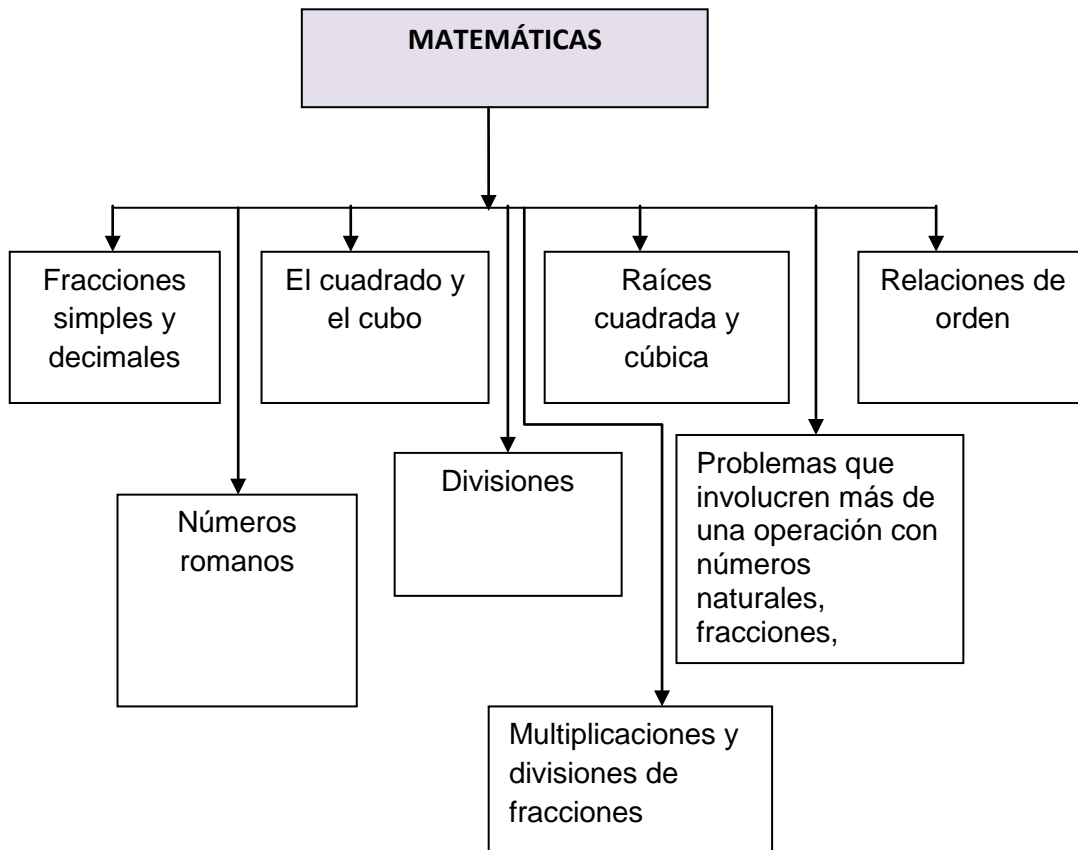 MATEMÁTICAS
Fracciones
simples y
decimales
El cuadrado y
el cubo
Raíces
cuadrada y
cúbica
Relaciones de
orden
Números
romanos
Divisiones
Problemas que
involucren más de
una operación con
números
naturales,
fracciones,
Multiplicaciones y
divisiones de
fracciones